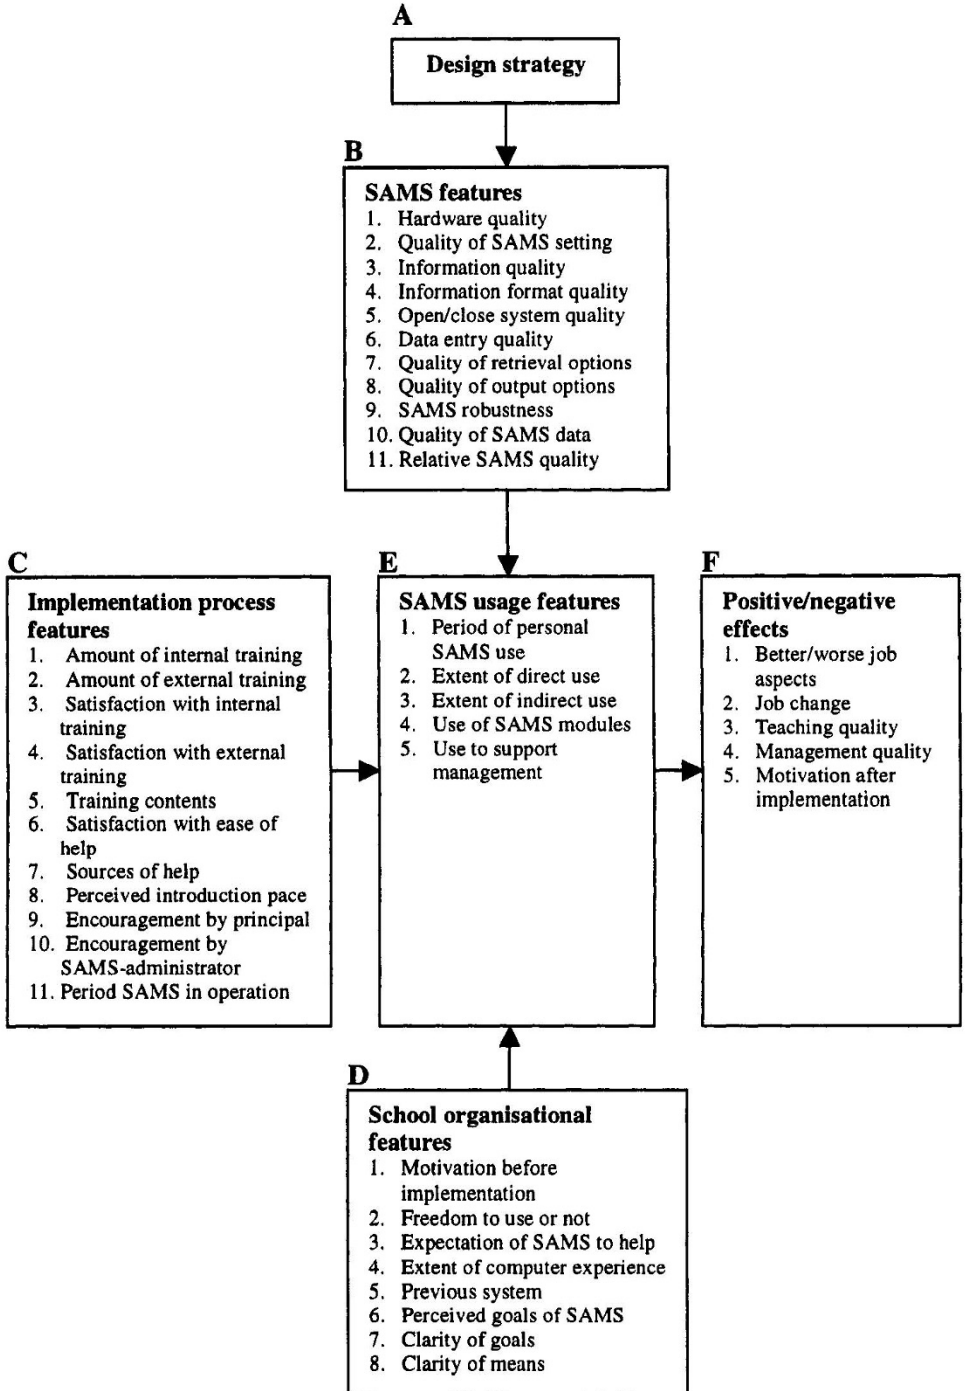 A
Design strategy
B
SAMS features
1. Hardware quality
2. Quality of SAMS setting
3. Information quality
4. Information format quality
5. Open/close system quality
6. Data entry quality
7. Quality of retrieval options
8. Quality of output options
9. SAMS robustness
10. Quality of SAMS data
11. Relative SAMS quality
C
Implementation process
features
1. Amount of internal training
2. Amount of external training
3. Satisfaction with internal
training
4. Satisfaction with external
training
5. Training contents
6. Satisfaction with ease of
help
7. Sources of help
8. Perceived introduction pace
9. Encouragement by principal
10. Encouragement by
SAMS-administrator
11. Period SAMS in operation
E
SAMS usage features
1. Period of personal
SAMS use
2. Extent of direct use
3. Extent of indirect use
4. Use of SAMS modules
5. Use to support
management
F
Positive/negative
effects
1. Better/worse job
aspects
2. Job change
3. Teaching quality
4. Management quality
5. Motivation after
implementation
D
School organisational
features
1. Motivation before
implementation
2. Freedom to use or not
3. Expectation of SAMS to help
4. Extent of computer experience
5. Previous system
6. Perceived goals of SAMS
7. Clarity of goals
8. Clarity of means